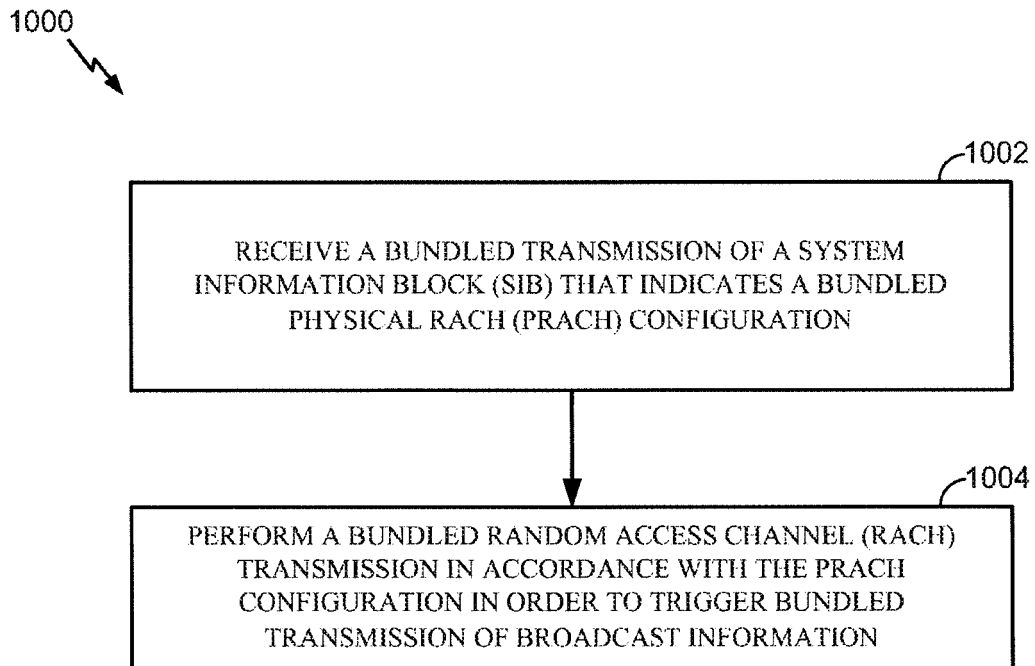 1000
1002
RECEIVE A BUNDLED TRANSMISSION OF A SYSTEM
INFORMATION BLOCK (SIB) THAT INDICATES A BUNDLED
PHYSICAL RACH (PRACH) CONFIGURATION
1004
PERFORM A BUNDLED RANDOM ACCESS CHANNEL (RACH)
TRANSMISSION IN ACCORDANCE WITH THE PRACH
CONFIGURATION IN ORDER TO TRIGGER BUNDLED
TRANSMISSION OF BROADCAST INFORMATION